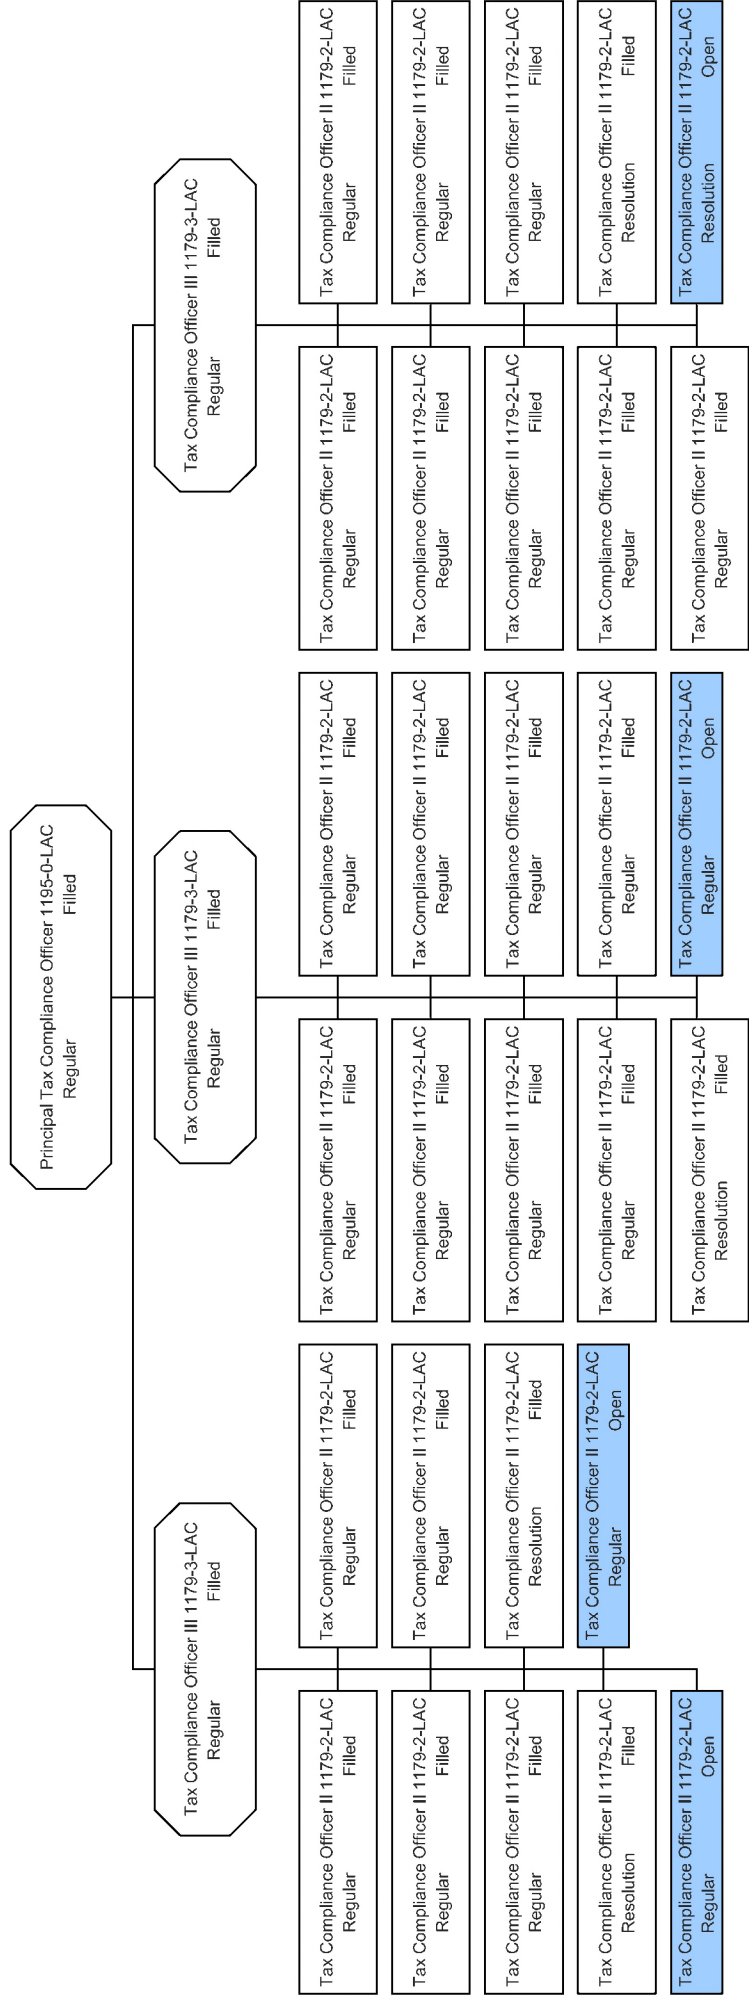 Principal Tax Compliance Officer 1195-0-LAC
Regular Filled
Tax Compliance Officer III 1179-3-LAC
Regular Filled
Tax Compliance Officer II 1179-2-LAC
Regular Filled
Tax Compliance Officer II 1179-2-LAC
Regular Filled
Tax Compliance Officer II 1179-2-LAC
Regular Filled
Tax Compliance Officer II 1179-2-LAC
Regular Filled
Tax Compliance Officer II 1179-2-LAC
Regular Filled
Tax Compliance Officer II 1179-2-LAC
Resolution Filled
Tax Compliance Officer II 1179-2-LAC
Resolution Filled
Tax Compliance Officer II 1179-2-LAC
Regular Open
Tax Compliance Officer II 1179-2-LAC
Regular Open
Tax Compliance Officer III 1179-3-LAC
Regular Filled
Tax Compliance Officer II 1179-2-LAC
Regular Filled
Tax Compliance Officer II 1179-2-LAC
Regular Filled
Tax Compliance Officer II 1179-2-LAC
Regular Filled
Tax Compliance Officer II 1179-2-LAC
Regular Filled
Tax Compliance Officer II 1179-2-LAC
Regular Filled
Tax Compliance Officer II 1179-2-LAC
Regular Filled
Tax Compliance Officer II 1179-2-LAC
Regular Filled
Tax Compliance Officer II 1179-2-LAC
Regular Filled
Tax Compliance Officer II 1179-2-LAC
Resolution Filled
Tax Compliance Officer II 1179-2-LAC
Regular Open
Tax Compliance Officer III 1179-3-LAC
Regular Filled
Tax Compliance Officer II 1179-2-LAC
Regular Filled
Tax Compliance Officer II 1179-2-LAC
Regular Filled
Tax Compliance Officer II 1179-2-LAC
Regular Filled
Tax Compliance Officer II 1179-2-LAC
Regular Filled
Tax Compliance Officer II 1179-2-LAC
Regular Filled
Tax Compliance Officer II 1179-2-LAC
Regular Filled
Tax Compliance Officer II 1179-2-LAC
Regular Filled
Tax Compliance Officer II 1179-2-LAC
Resolution Filled
Tax Compliance Officer II 1179-2-LAC
Regular Filled
Tax Compliance Officer II 1179-2-LAC
Resolution Open